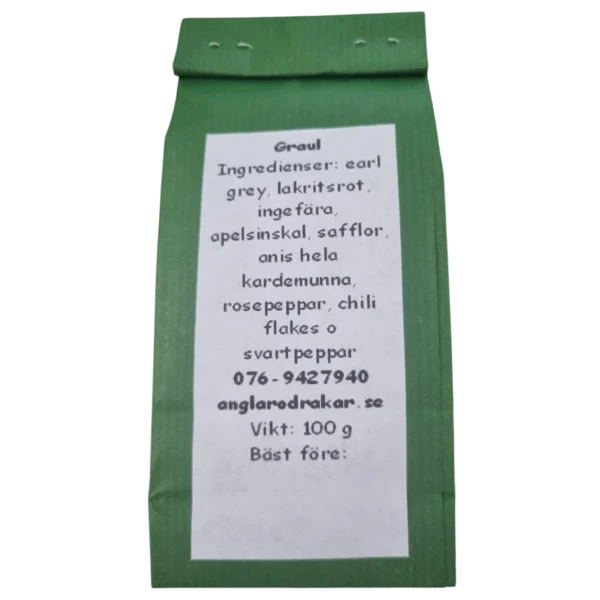 Graul
Ingredienser: earl
grey, lakritsrot,
ingefära,
apelsinskal, safflor,
anis hela
kardemunna,
rosepeppar, chili
flakes o
svartpeppar
076-9427940
anglarodrakar.se
Vikt: 100 g
Bäst före: